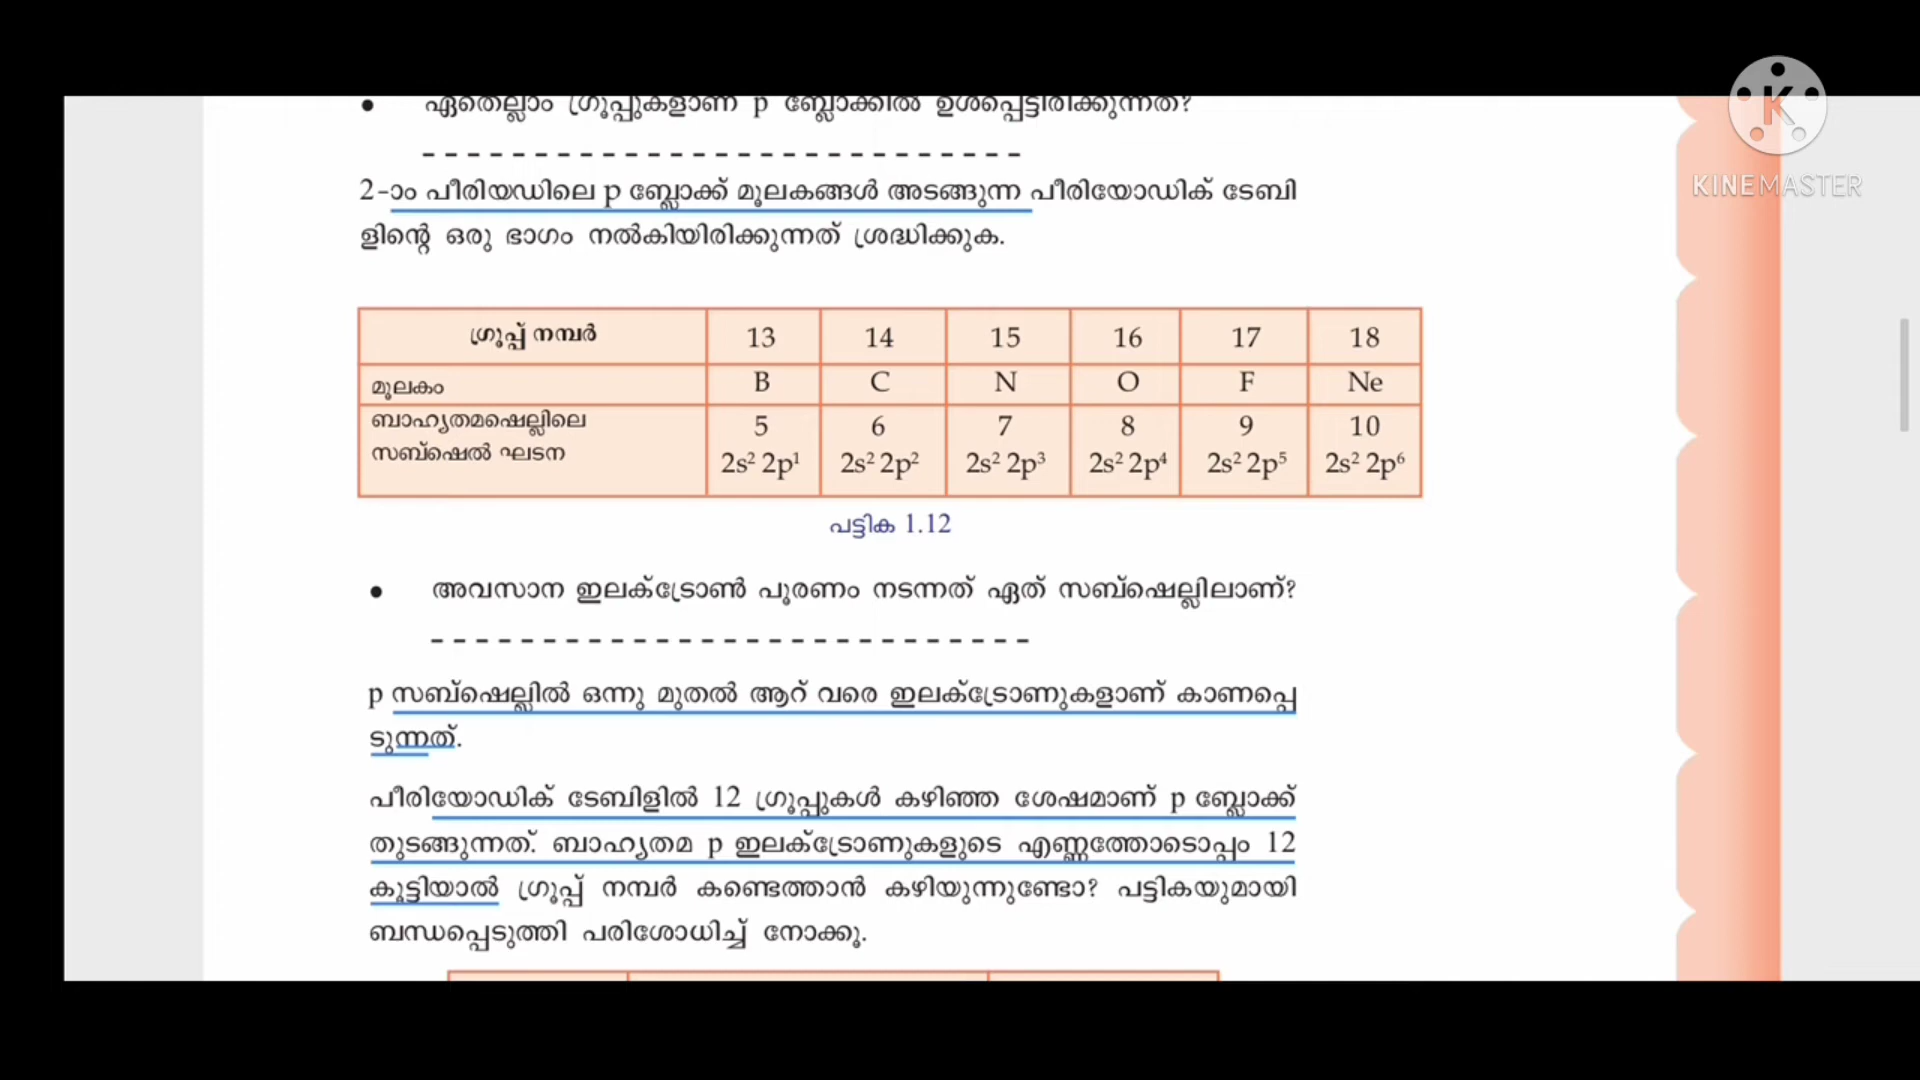 • ഏതെല്ലാം ഗ്രൂപ്പുകളാണ് p ബ്ലോക്കിൽ ഉൾപ്പെട്ടിരിക്കുന്നത്?
K
KINEMASTER
2-ാം പീരിയഡിലെ p ബ്ലോക്ക് മൂലകങ്ങൾ അടങ്ങുന്ന പീരിയോഡിക് ടേബി
ളിന്റെ ഒരു ഭാഗം നൽകിയിരിക്കുന്നത് ശ്രദ്ധിക്കുക.
ഗ്രൂപ്പ് നമ്പർ 13 14 15 16 17 18
മൂലകം B C N O F Ne
ബാഹ്യതമഷെല്ലിലെ 5 6 7 8 9 10
സബ്ഷെൽ ഘടന 2s² 2p¹ 2s² 2p² 2s² 2p³ 2s² 2p⁴ 2s² 2p⁵ 2s² 2p⁶
പട്ടിക 1.12
• അവസാന ഇലക്ട്രോൺ പൂരണം നടന്നത് ഏത് സബ്ഷെല്ലിലാണ്?
p സബ്ഷെല്ലിൽ ഒന്നു മുതൽ ആറ് വരെ ഇലക്ട്രോണുകളാണ് കാണപ്പെ
ടുന്നത്.
പീരിയോഡിക് ടേബിളിൽ 12 ഗ്രൂപ്പുകൾ കഴിഞ്ഞ ശേഷമാണ് p ബ്ലോക്ക്
തുടങ്ങുന്നത്. ബാഹ്യതമ p ഇലക്ട്രോണുകളുടെ എണ്ണത്തോടൊപ്പം 12
കൂട്ടിയാൽ ഗ്രൂപ്പ് നമ്പർ കണ്ടെത്താൻ കഴിയുന്നുണ്ടോ? പട്ടികയുമായി
ബന്ധപ്പെടുത്തി പരിശോധിച്ച് നോക്കൂ.